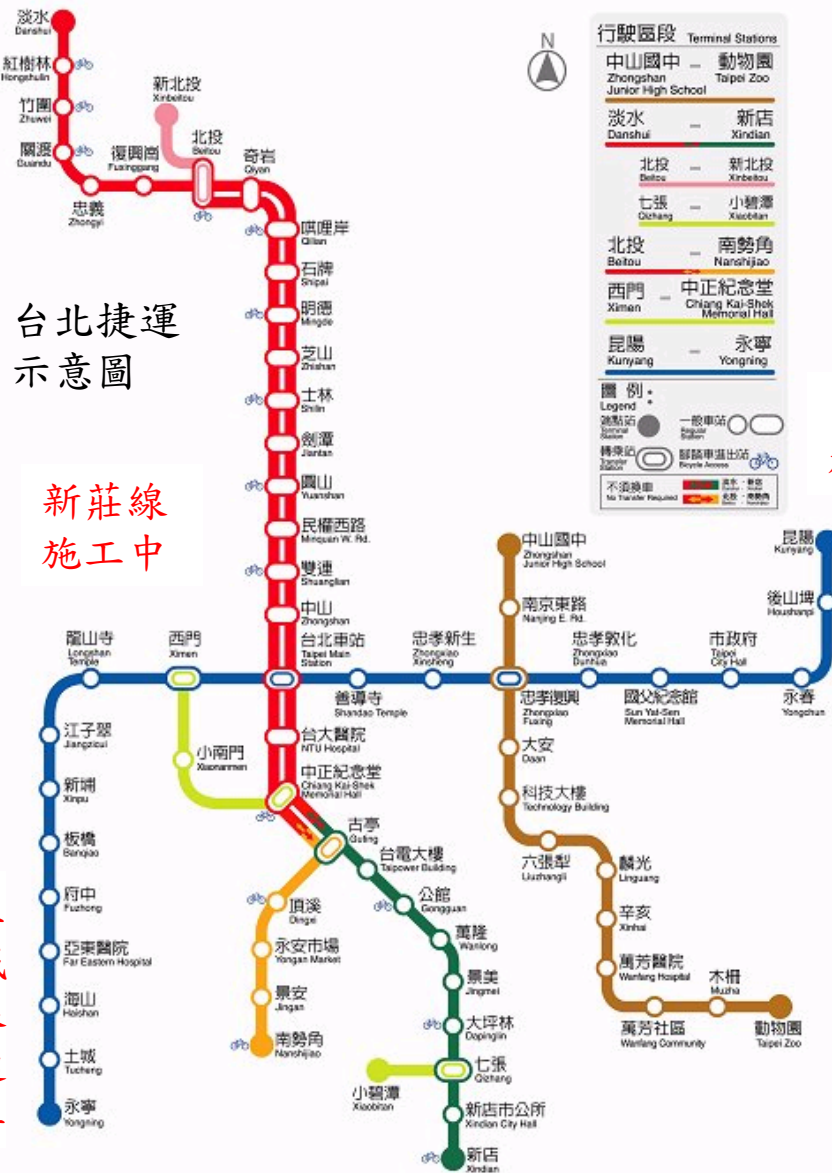 淡水
Danshui
紅樹林
Hongshulin
竹圍
Zhuwei
關渡
Guandu
忠義
Zhongyi
復興崗
Fuxinggang
新北投
Xinbeitou
北投
Beitou
奇岩
Qiyan
唭哩岸
Qilian
石牌
Shipai
明德
Mingde
芝山
Zhishan
士林
Shilin
劍潭
Jiantan
圓山
Yuanshan
民權西路
Minquan W. Rd.
雙連
Shuanglian
中山
Zhongshan
台北車站
Taipei Main
Station
台大醫院
NTU Hospital
中正紀念堂
Chiang Kai-Shek
Memorial Hall
古亭
Guting
台電大樓
Taipower Building
公館
Gongguan
萬隆
Wanlong
景美
Jingmei
大坪林
Dapinglin
七張
Qizhang
小碧潭
Xiaobitan
新店市公所
Xindian City Hall
新店
Xindian
頂溪
Dingxi
永安市場
Yongan Market
景安
Jingan
南勢角
Nanshijiao
台北捷運
示意圖
新莊線
施工中
N
行駛區段 Terminal Stations
中山國中 – 動物園
Zhongshan Taipei Zoo
Junior High School
淡水 – 新店
Danshui Xindian
北投 – 新北投
Beitou Xinbeitou
七張 – 小碧潭
Qizhang Xiaobitan
北投 – 南勢角
Beitou Nanshijiao
西門 – 中正紀念堂
Ximen Chiang Kai-Shek
Memorial Hall
昆陽 – 永寧
Kunyang Yongning
圖 例：
Legend
端點站
Terminal
Station
一般車站
Regular
Station
轉乘站
Transfer
Station
腳踏車進出站
Bicycle Access
不須換車
No Transfer Required
淡水 - 新店
北投 - 南勢角
龍山寺
Longshan
Temple
西門
Ximen
小南門
Xiaonanmen
善導寺
Shandao Temple
忠孝新生
Zhongxiao
Xinsheng
忠孝復興
Zhongxiao
Fuxing
忠孝敦化
Zhongxiao
Dunhua
國父紀念館
Sun Yat-Sen
Memorial Hall
市政府
Taipei
City Hall
永春
Yongchun
後山埤
Houshanpi
昆陽
Kunyang
江子翠
Jiangzicui
新埔
Xinpu
板橋
Banqiao
府中
Fuzhong
亞東醫院
Far Eastern Hospital
海山
Haishan
土城
Tucheng
永寧
Yongning
中山國中
Zhongshan
Junior High School
南京東路
Nanjing E. Rd.
大安
Daan
科技大樓
Technology Building
六張犁
Liuzhangli
麟光
Linguang
辛亥
Xinhai
萬芳醫院
Wanfang Hospital
萬芳社區
Wanfang Community
木柵
Muzha
動物園
Taipei Zoo